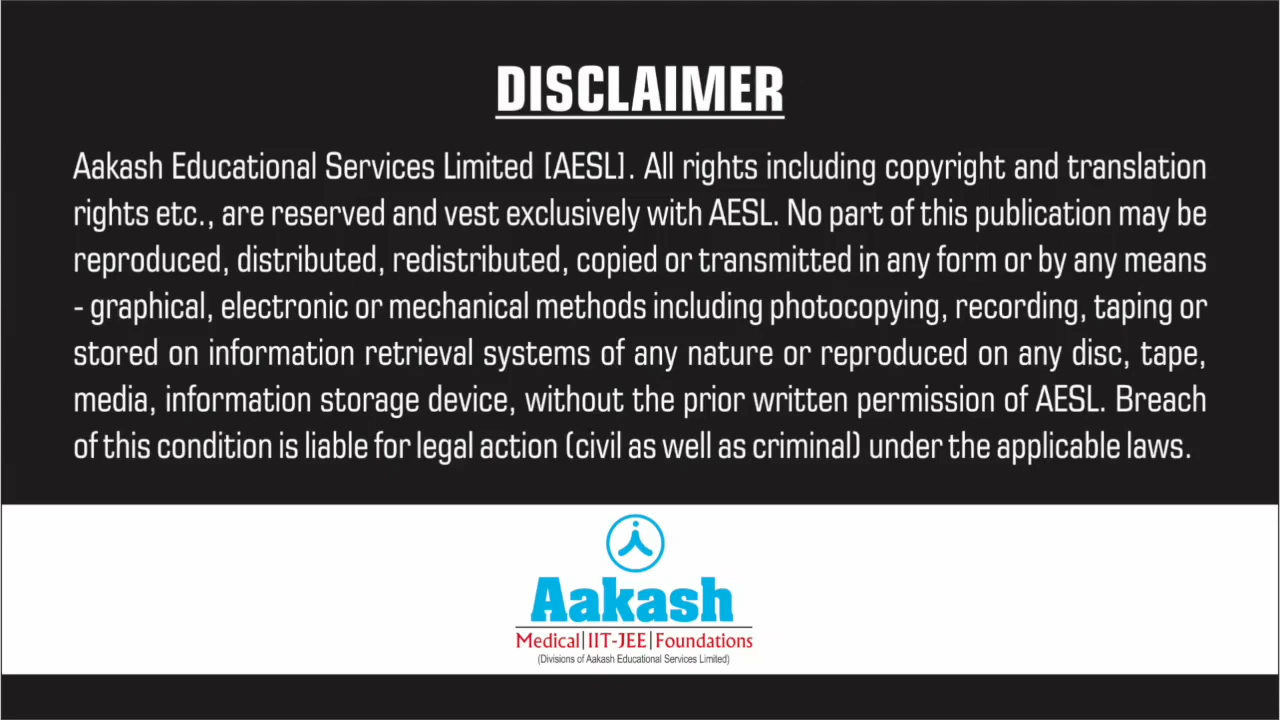 DISCLAIMER
Aakash Educational Services Limited [AESL]. All rights including copyright and translation
rights etc., are reserved and vest exclusively with AESL. No part of this publication may be
reproduced, distributed, redistributed, copied or transmitted in any form or by any means
- graphical, electronic or mechanical methods including photocopying, recording, taping or
stored on information retrieval systems of any nature or reproduced on any disc, tape,
media, information storage device, without the prior written permission of AESL. Breach
of this condition is liable for legal action (civil as well as criminal) under the applicable laws.
Aakash
Medical|IIT-JEE|Foundations
(Divisions of Aakash Educational Services Limited)